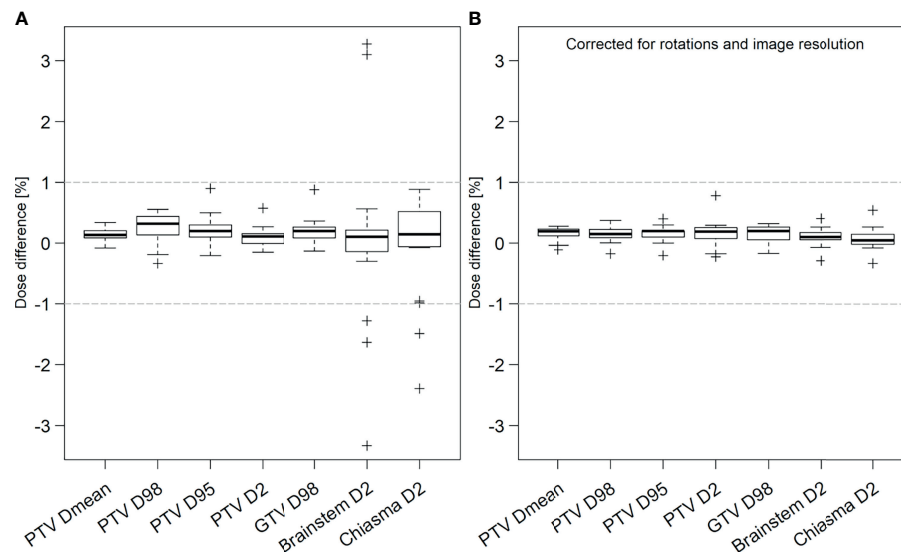 A
Dose difference [%]
3
2
1
0
-1
-2
-3
PTV Dmean
PTV D98
PTV D95
PTV D2
GTV D98
Brainstem D2
Chiasma D2
B
Corrected for rotations and image resolution
Dose difference [%]
3
2
1
0
-1
-2
-3
PTV Dmean
PTV D98
PTV D95
PTV D2
GTV D98
Brainstem D2
Chiasma D2